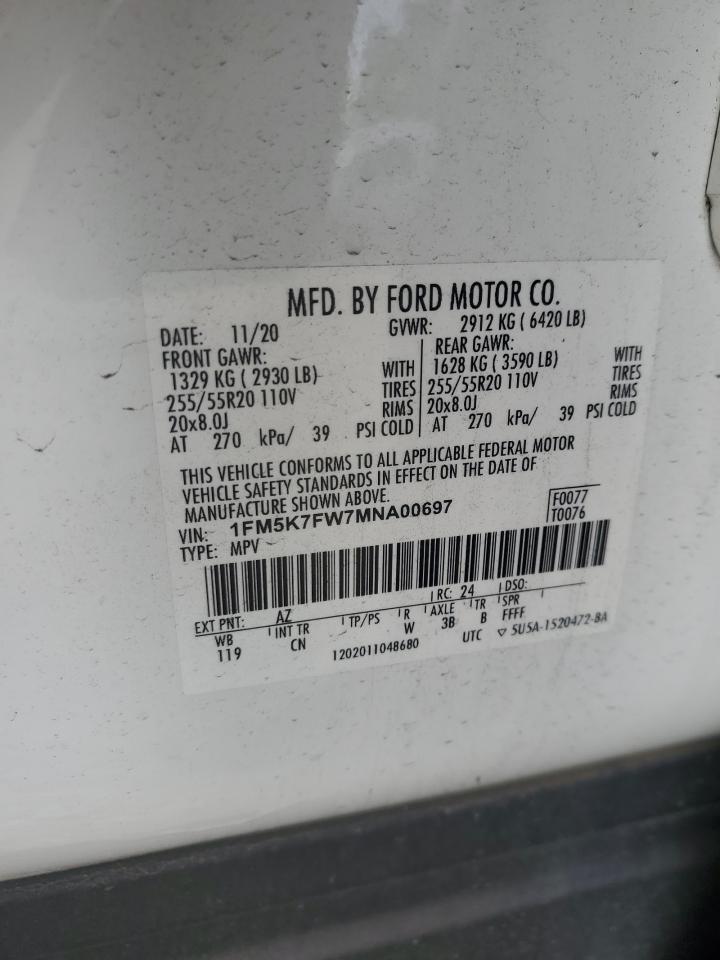 MFD. BY FORD MOTOR CO.
DATE: 11/20 GVWR: 2912 KG ( 6420 LB)
FRONT GAWR: REAR GAWR:
1329 KG ( 2930 LB) WITH 1628 KG ( 3590 LB) WITH
255/55R20 110V TIRES 255/55R20 110V TIRES
20x8.0J RIMS 20x8.0J RIMS
AT 270 kPa/ 39 PSI COLD AT 270 kPa/ 39 PSI COLD
THIS VEHICLE CONFORMS TO ALL APPLICABLE FEDERAL MOTOR
VEHICLE SAFETY STANDARDS IN EFFECT ON THE DATE OF
MANUFACTURE SHOWN ABOVE.
VIN: 1FM5K7FW7MNA00697 F0077
TYPE: MPV T0076
EXT PNT: AZ RC: 24 DSO:
WB INT TR TP/PS R AXLE TR SPR
119 CN W 3B B FFFF
1202011048680 UTC ▽ 5U5A-1520472-BA